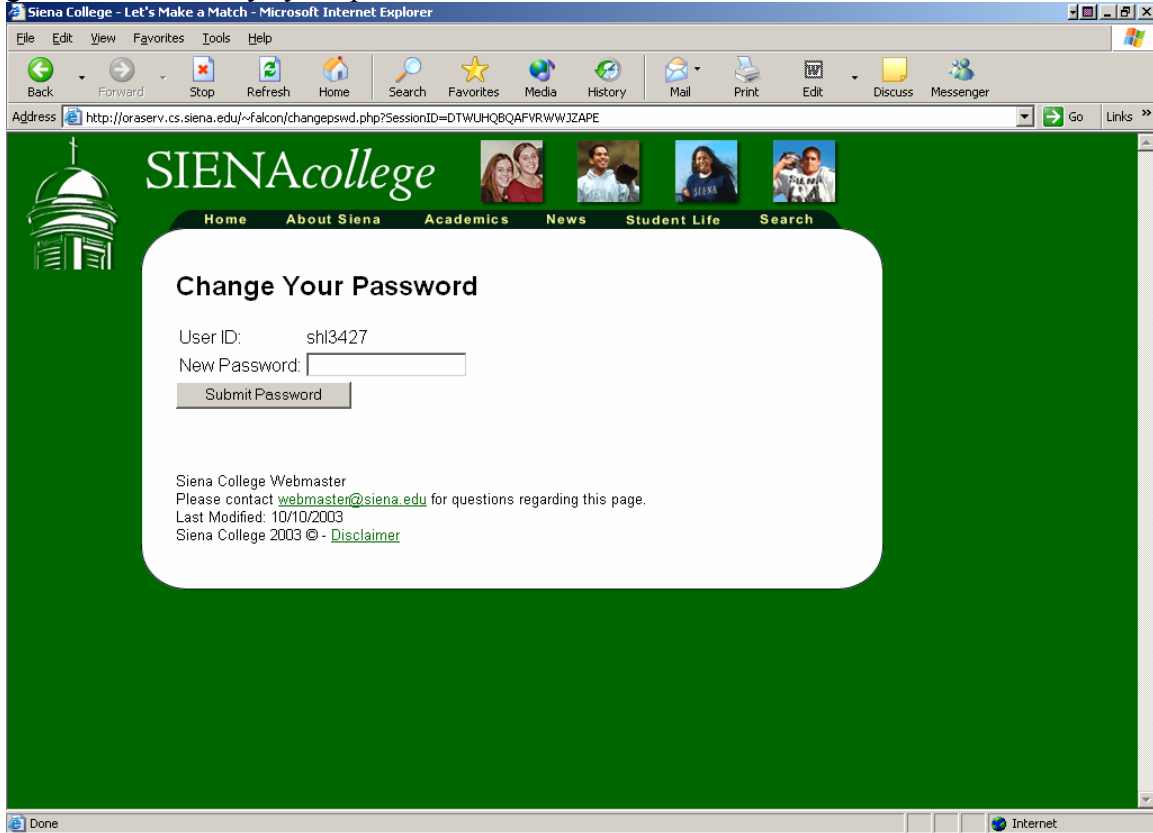 Siena College - Let's Make a Match - Microsoft Internet Explorer
File Edit View Favorites Tools Help
Back Forward Stop Refresh Home Search Favorites Media History Mail Print Edit Discuss Messenger
Address http://oraserv.cs.siena.edu/~falcon/changepswd.php?SessionID=DTWUHQBQAFVRWWJZAPE Go Links »
SIENAcollege
Home About Siena Academics News Student Life Search
Change Your Password
User ID: shl3427
New Password:
Submit Password
Siena College Webmaster
Please contact webmaster@siena.edu for questions regarding this page.
Last Modified: 10/10/2003
Siena College 2003 © - Disclaimer
Done Internet